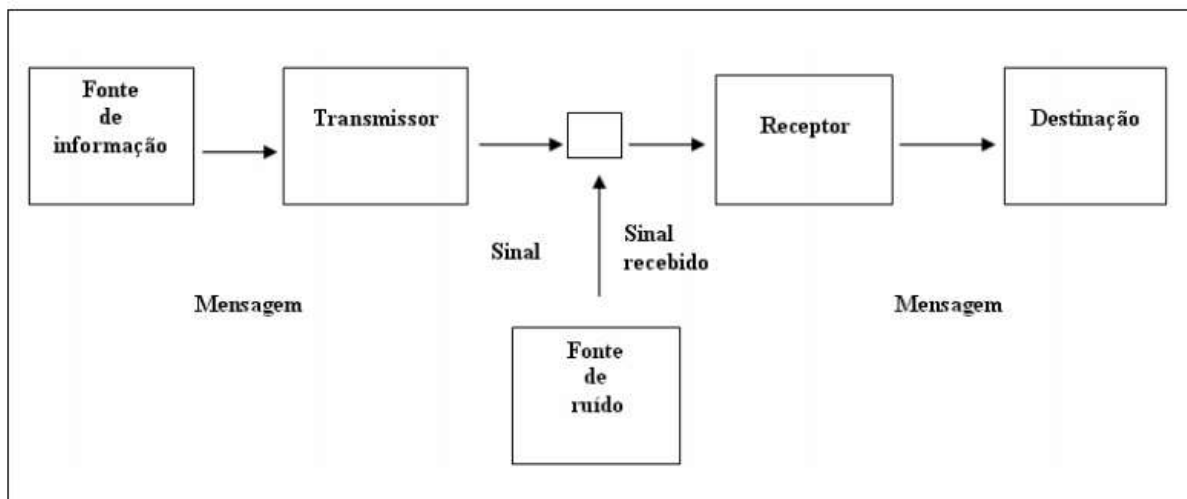 Fonte
de
informação
Transmissor
Receptor
Destinação
Sinal
Sinal
recebido
Mensagem
Mensagem
Fonte
de
ruído